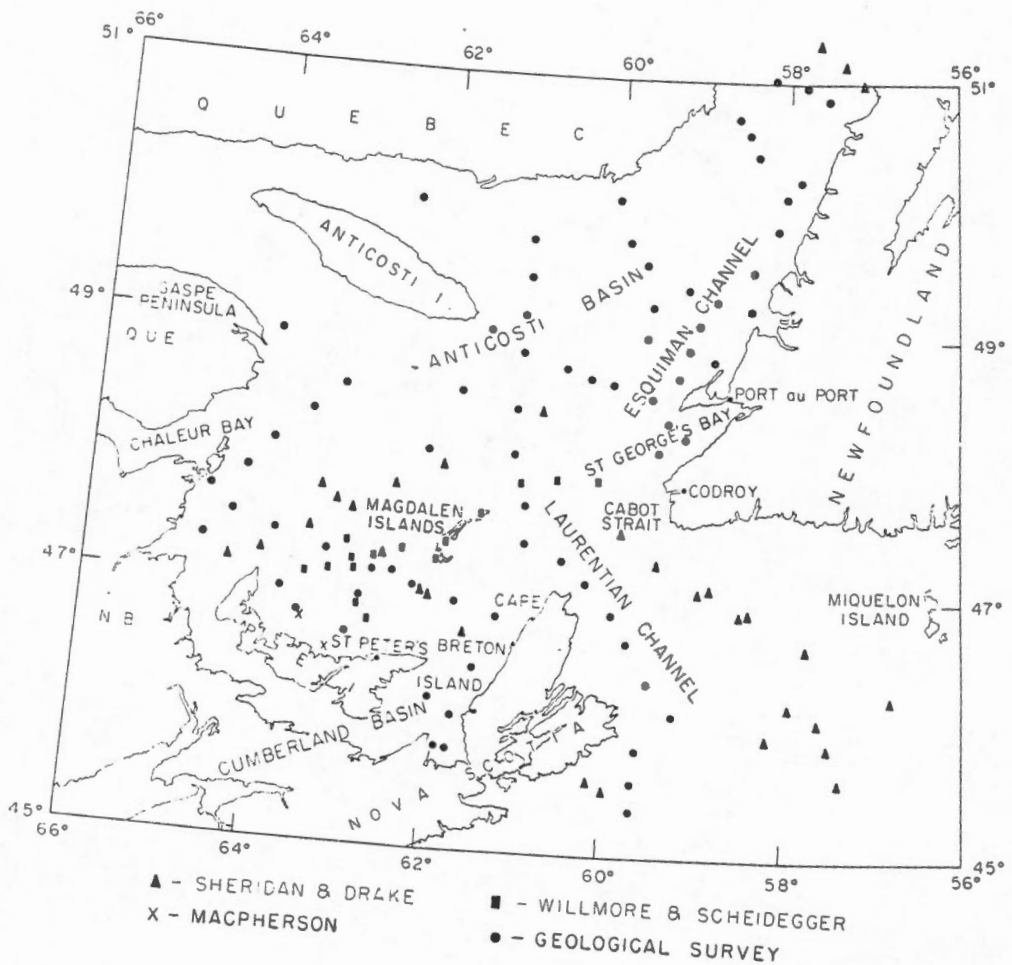 66°
51°
64°
62°
60°
58°
56°
51°
QUEBEC
ANTICOSTI I.
GASPE
PENINSULA
49°
QUE
ANTICOSTI BASIN
ESQUIMAN CHANNEL
49°
NEWFOUNDLAND
PORT au PORT
CHALEUR BAY
ST GEORGE'S BAY
CODROY
MAGDALEN
ISLANDS
CABOT
STRAIT
47°
LAURENTIAN CHANNEL
47°
MIQUELON
ISLAND
N B
P E I
CAPE
BRETON
ISLAND
ST PETER'S
CUMBERLAND BASIN
NOVA SCOTIA
45°
66°
64°
62°
60°
58°
45°
56°
▲ - SHERIDAN & DRAKE
X - MACPHERSON
■ - WILLMORE & SCHEIDEGGER
● - GEOLOGICAL SURVEY